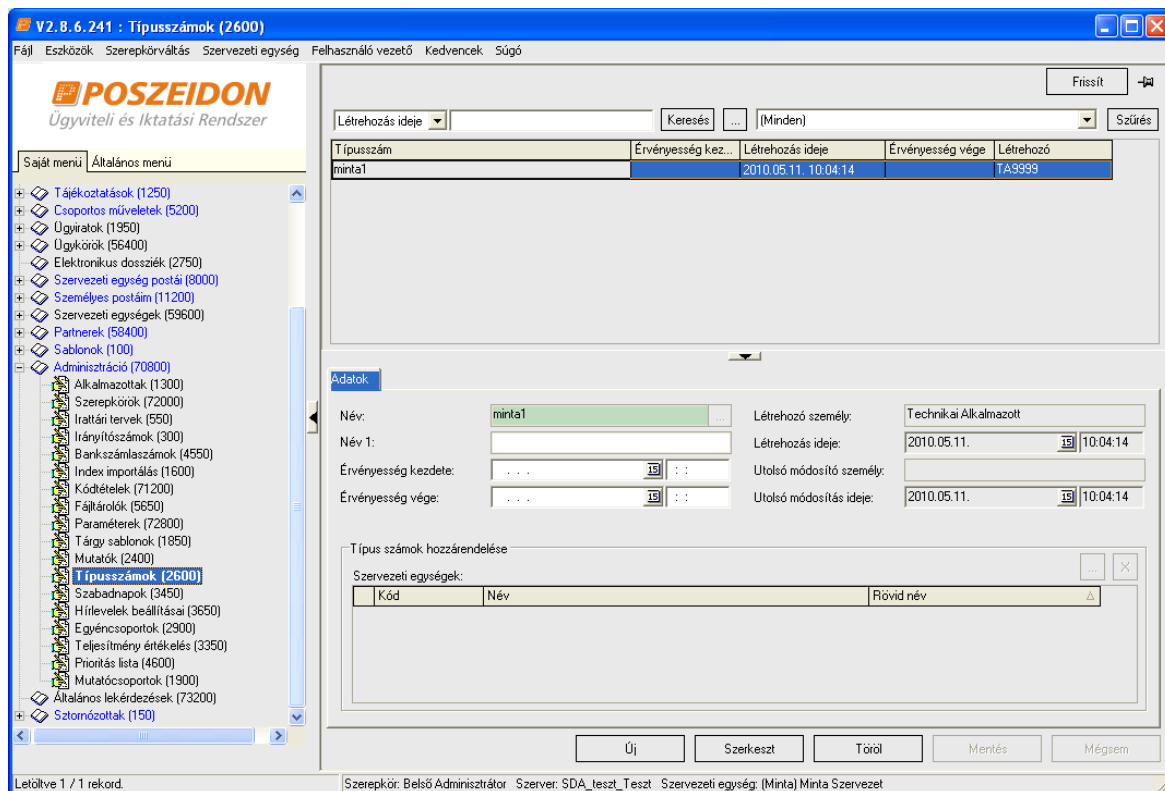 V2.8.6.241 : Típusszámok (2600)
Fájl Eszközök Szerepkörváltás Szervezeti egység Felhasználó vezető Kedvencek Súgó
POSZEIDON
Ügyviteli és Iktatási Rendszer
Saját menü Általános menü
Tájékoztatások (1250)
Csoportos műveletek (5200)
Ügyiratok (1950)
Ügykörök (56400)
Elektronikus dossziék (2750)
Szervezeti egység postái (8000)
Személyes postáim (11200)
Szervezeti egységek (59600)
Partnerek (58400)
Sablonok (100)
Adminisztráció (70800)
Alkalmazottak (1300)
Szerepkörök (72000)
Irattári tervek (550)
Irányítószámok (300)
Bankszámlaszámok (4550)
Index importálás (1600)
Kódtételek (71200)
Fájltárolók (5650)
Paraméterek (72800)
Tárgy sablonok (1850)
Mutatók (2400)
Típusszámok (2600)
Szabadnapok (3450)
Hírlevelek beállításai (3650)
Egyéncsoportok (2900)
Teljesítmény értékelés (3350)
Prioritás lista (4600)
Mutatócsoportok (1900)
Általános lekérdezések (73200)
Sztornózottak (150)
Frissít
Létrehozás ideje Keresés ... (Minden) Szűrés
Típusszám Érvényesség kez... Létrehozás ideje Érvényesség vége Létrehozó
minta1 2010.05.11. 10:04:14 TA9999
Adatok
Név: minta1 ... Létrehozó személy: Technikai Alkalmazott
Név 1: Létrehozás ideje: 2010.05.11. 15 10:04:14
Érvényesség kezdete: . . . 15 : : Utolsó módosító személy:
Érvényesség vége: . . . 15 : : Utolsó módosítás ideje: 2010.05.11. 15 10:04:14
Típus számok hozzárendelése
Szervezeti egységek: ... X
Kód Név Rövid név
Új Szerkeszt Töröl Mentés Mégsem
Letöltve 1 / 1 rekord. Szerepkör: Belső Adminisztrátor Szerver: SDA_teszt_Teszt Szervezeti egység: (Minta) Minta Szervezet